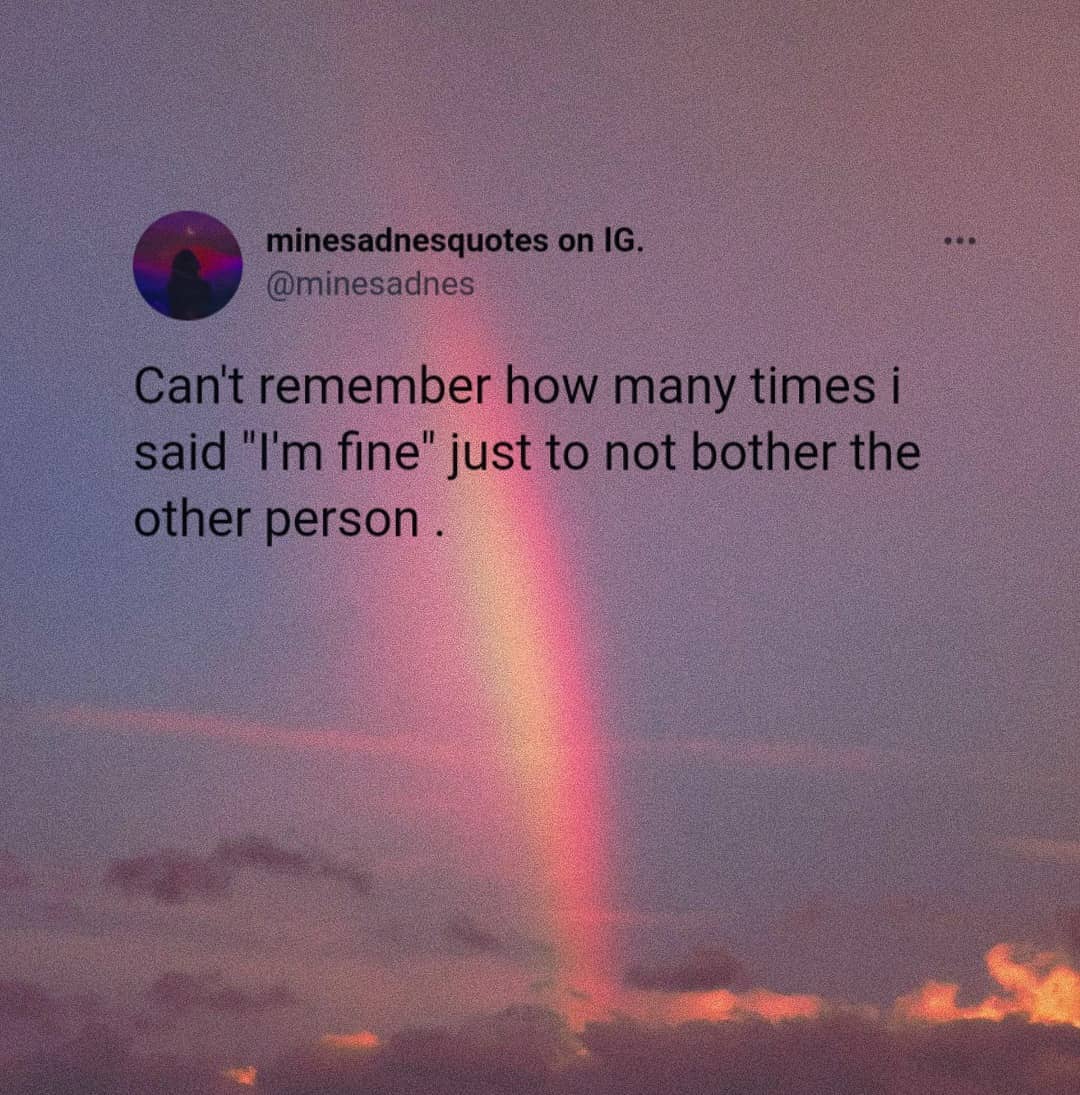 minesadnesquotes on IG.
@minesadnes
Can't remember how many times i
said "I'm fine" just to not bother the
other person .